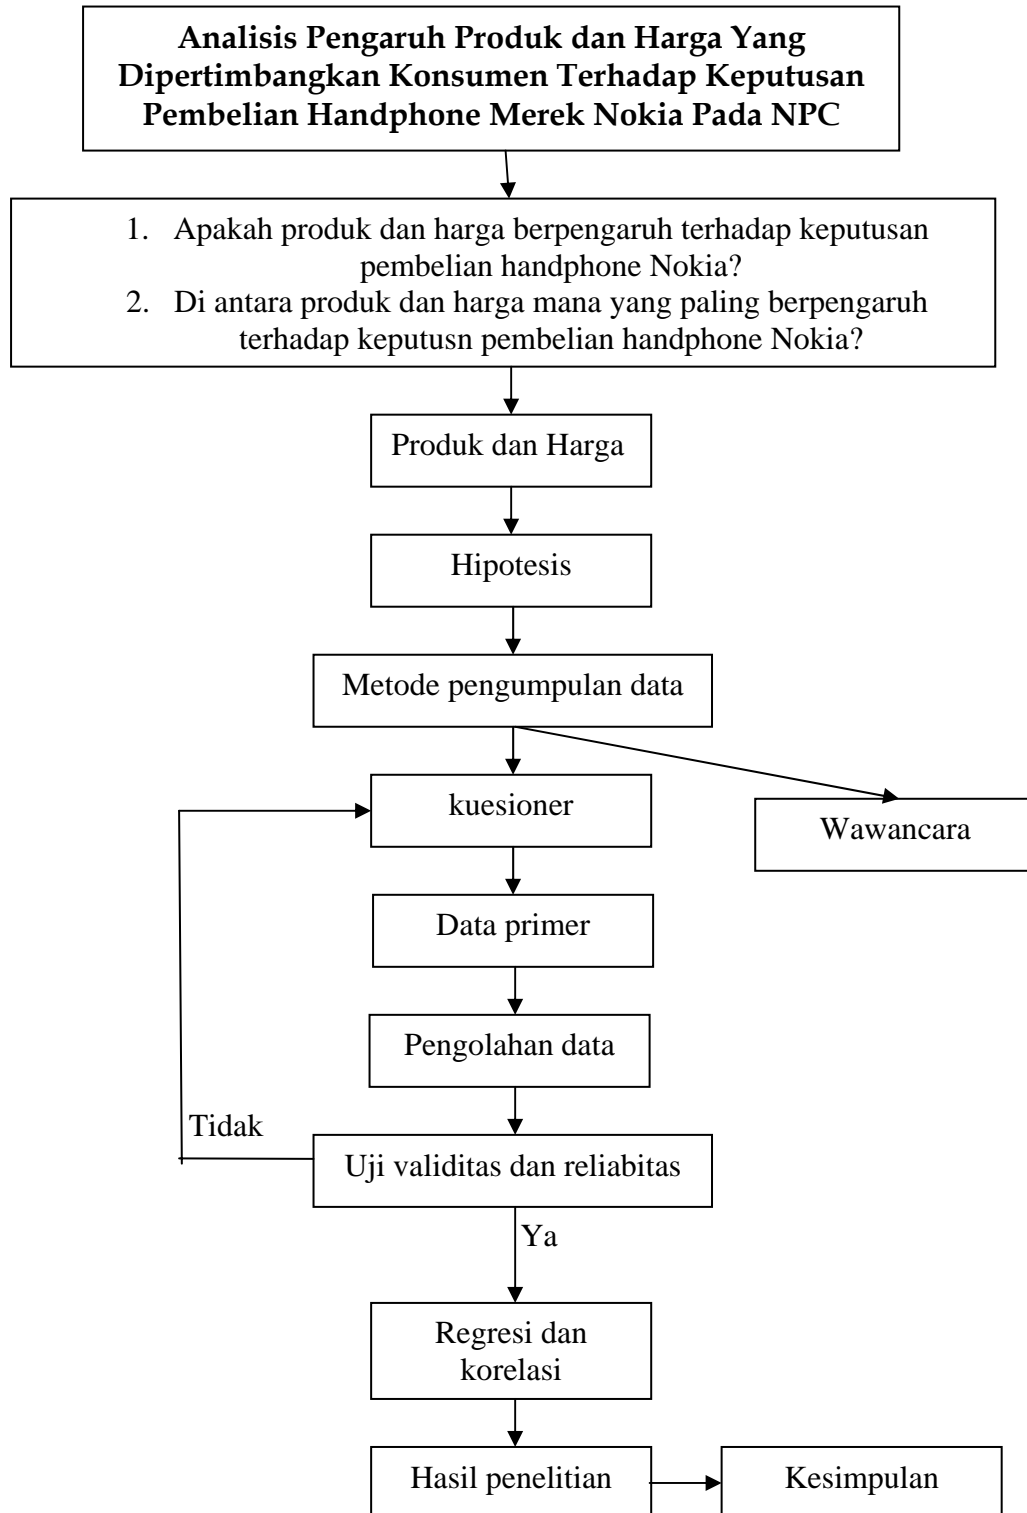 Analisis Pengaruh Produk dan Harga Yang
Dipertimbangkan Konsumen Terhadap Keputusan
Pembelian Handphone Merek Nokia Pada NPC
1. Apakah produk dan harga berpengaruh terhadap keputusan
pembelian handphone Nokia?
2. Di antara produk dan harga mana yang paling berpengaruh
terhadap keputusn pembelian handphone Nokia?
Produk dan Harga
Hipotesis
Metode pengumpulan data
kuesioner
Wawancara
Data primer
Pengolahan data
Tidak
Uji validitas dan reliabitas
Ya
Regresi dan
korelasi
Hasil penelitian
Kesimpulan